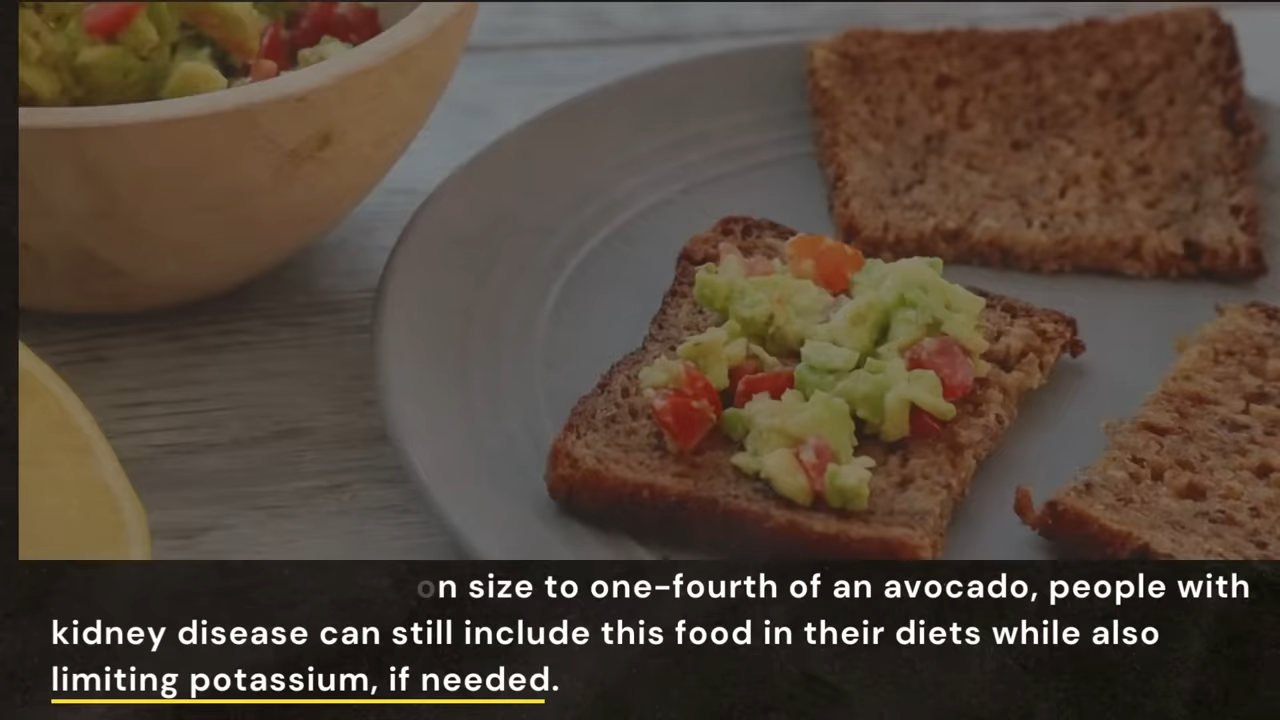 on size to one-fourth of an avocado, people with
kidney disease can still include this food in their diets while also
limiting potassium, if needed.